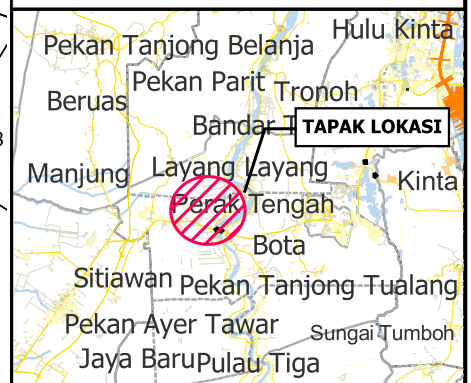 Hulu Kinta
Pekan Tanjong Belanja
Pekan Parit
Tronoh
Beruas
Bandar
TAPAK LOKASI
Layang Layang
Manjung
Kinta
Perak Tengah
Bota
Sitiawan
Pekan Tanjong Tualang
Pekan Ayer Tawar
Sungai Tumboh
Jaya Baru
Pulau Tiga